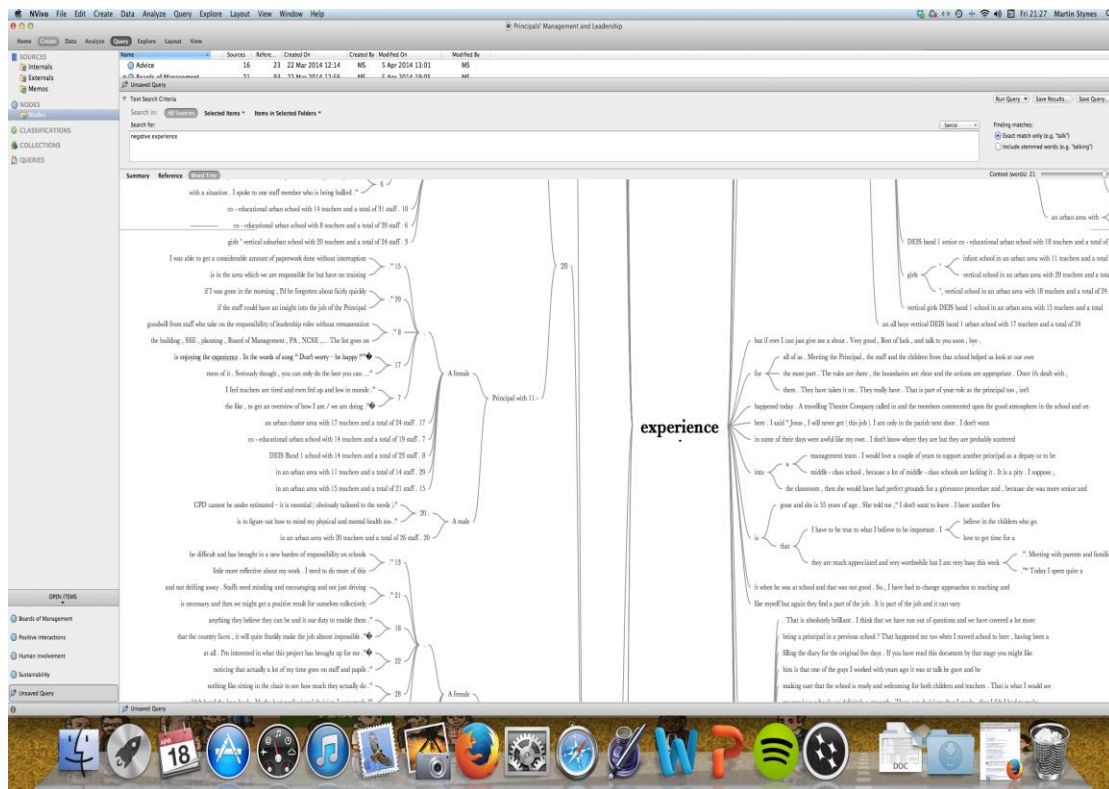 NVivo File Edit Create Data Analyze Query Explore Layout View Window Help
Fri 21:27 Martin Stynes
Principals' Management and Leadership
Home Create Data Analyze Query Explore Layout View
SOURCES
Internals
Externals
Memos
NODES
Nodes
CLASSIFICATIONS
COLLECTIONS
QUERIES
Name Sources Refere... Created On Created By Modified On Modified By
Advice 16 23 22 Mar 2014 12:14 MS 5 Apr 2014 13:01 MS
Unsaved Query
Text Search Criteria
Run Query Save Results... Save Query...
Search in: All Sources Selected Items Items in Selected Folders
Search for:
Special
Finding matches:
negative experience
Exact match only (e.g. "talk")
Include stemmed words (e.g. "talking")
Summary Reference Word Tree
Context (words) 21
6
with a situation . I spoke to one staff member who is being bullied ."
co - educational urban school with 14 teachers and a total of 31 staff . 10
co - educational urban school with 8 teachers and a total of 20 staff . 6
girls ' vertical suburban school with 20 teachers and a total of 24 staff . 3
I was able to get a considerable amount of paperwork done without interruption
." 15
is in the area which we are responsible for but have no training
if I was gone in the morning , I'd be forgotten about fairly quickly
." 29
if the staff could have an insight into the job of the Principal
goodwill from staff who take on the responsibility of leadership roles without remuneration
." 8
the building , SSE , planning , Board of Management , PA , NCSE ,... The list goes on
is enjoying the experience . In the words of song " Don't worry – be happy !"�
17
ness of it . Seriously though , you can only do the best you can ..."
I feel teachers are tired and even fed up and low in morale ."
7
the like , to get an overview of how I am / we are doing ."�
an urban cluster area with 17 teachers and a total of 24 staff . 17
co - educational urban school with 14 teachers and a total of 19 staff . 7
DEIS Band 1 school with 14 teachers and a total of 23 staff . 8
in an urban area with 11 teachers and a total of 14 staff . 29
in an urban area with 15 teachers and a total of 21 staff . 15
.
A female
20
Principal with 11 -
CPD cannot be under estimated – it is essential ( obviously tailored to the needs )."
20 .
is to figure out how to mind my physical and mental health too ."
A male
in an urban area with 20 teachers and a total of 26 staff . 20
be difficult and has brought in a new burden of responsibility on schools
." 15
little more reflective about my work . I need to do more of this
and not drifting away . Staffs need minding and encouraging and not just driving
." 21
is necessary and then we might get a positive result for ourselves collectively
anything they believe they can be and it our duty to enable them ."
18
that the country faces , it will quite frankly make the job almost impossible ."�
at all . I'm interested in what this project has brought up for me ."�
22
noticing that actually a lot of my time goes on staff and pupils ."
nothing like sitting in the chair to see how much they actually do ."
28
A female
experience
an urban area with
DEIS band 1 senior co - educational urban school with 18 teachers and a total of
infant school in an urban area with 11 teachers and a total
girls '
vertical school in an urban area with 29 teachers and a total of
', vertical school in an urban area with 18 teachers and a total of 24
vertical girls DEIS band 1 school in an urban area with 15 teachers and a total
an all boys vertical DEIS band 1 urban school with 17 teachers and a total of 24
but if ever I can just give me a shout . Very good , Best of luck , and talk to you soon , bye .
all of us . Meeting the Principal , the staff and the children from that school helped us look at our own
for
the most part . The rules are there , the boundaries are clear and the actions are appropriate . Once it's dealt with ,
them . They have taken it on . They really have . That is part of your role as the principal too , isn't
happened today . A travelling Theatre Company called in and the members commented upon the good atmosphere in the school and on
here . I said " Jesus , I will never get ( this job ). I am only in the parish next door . I don't want
in some of their days were awful like my own . I don't know where they are but they are probably scattered
management team . I would love a couple of years to support another principal as a deputy or to be
into a
middle - class school , because a lot of middle - class schools are lacking it . It is a pity . I suppose ,
the classroom , then she would have had perfect grounds for a grievance procedure and , because she was more senior and
gone and she is 55 years of age . She told me ," I don't want to leave . I have another few
is
believe in the children who go
I have to be true to what I believe to be important . I
love to get time for a
that
." Meeting with parents and famili
they are much appreciated and very worthwhile but I am very busy this week
"" Today I spent quite a
it when he was at school and that was not good . So , I have had to change approaches to teaching and
like myself but again they find a part of the job . It is part of the job and it can vary
. That is absolutely brilliant . I think that we have run out of questions and we have covered a lot more
being a principal in a previous school ? That happened me too when I moved school to here , having been a
filling the diary for the original five days . If you have read this document by that stage you might like
him is that one of the guys I worked with years ago it was at talk he gave and he
making sure that the school is ready and welcoming for both children and teachers . That is what I would see
OPEN ITEMS
Boards of Management
Positive interactions
Human involvement
Sustainability
Unsaved Query
Unsaved Query
APR
18
DOC